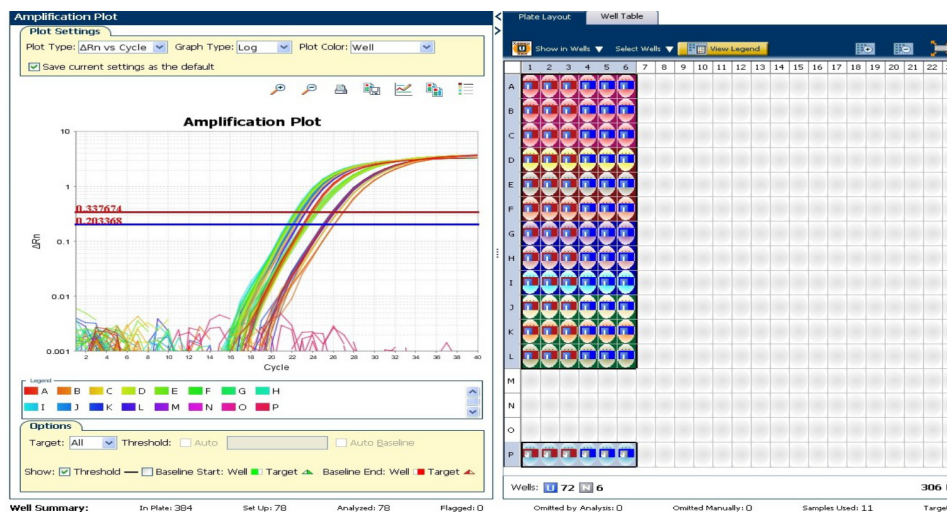 Amplification Plot
Plot Settings
Plot Type: ΔRn vs Cycle Graph Type: Log Plot Color: Well
Save current settings as the default
Amplification Plot
10
1
0.337674
0.203368
0.1
0.01
0.001
ΔRn
2 4 6 8 10 12 14 16 18 20 22 24 26 28 30 32 34 36 38 40
Cycle
Legend
A B C D E F G H
I J K L M N O P
Options
Target: All Threshold: Auto Auto Baseline
Show: Threshold Baseline Start: Well Target Baseline End: Well Target
Plate Layout Well Table
Show in Wells Select Wells View Legend
1 2 3 4 5 6 7 8 9 10 11 12 13 14 15 16 17 18 19 20 21 22
A
B
C
D
E
F
G
H
I
J
K
L
M
N
O
P
Wells: U 72 N 6
306
Well Summary: In Plate: 384 Set Up: 78 Analyzed: 78 Flagged: 0 Omitted by Analysis: 0 Omitted Manually: 0 Samples Used: 11 Target